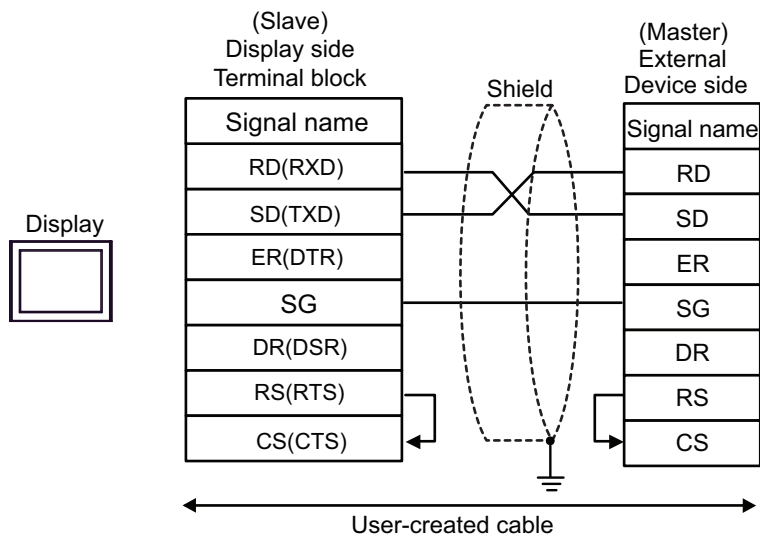 (Slave)
Display side
Terminal block
(Master)
External
Device side
Shield
Signal name
RD(RXD)
SD(TXD)
ER(DTR)
SG
DR(DSR)
RS(RTS)
CS(CTS)
Signal name
RD
SD
ER
SG
DR
RS
CS
Display
User-created cable